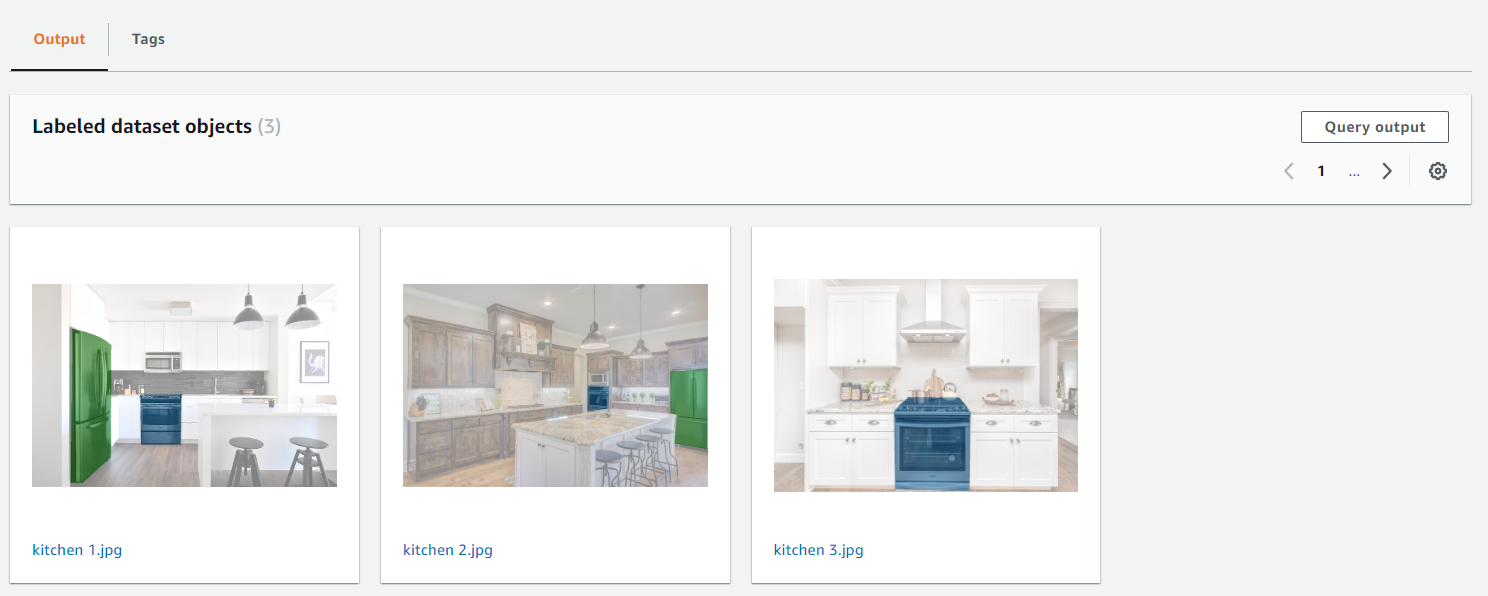 Output
Tags
Labeled dataset objects (3)
Query output
1 ...
kitchen 1.jpg
kitchen 2.jpg
kitchen 3.jpg